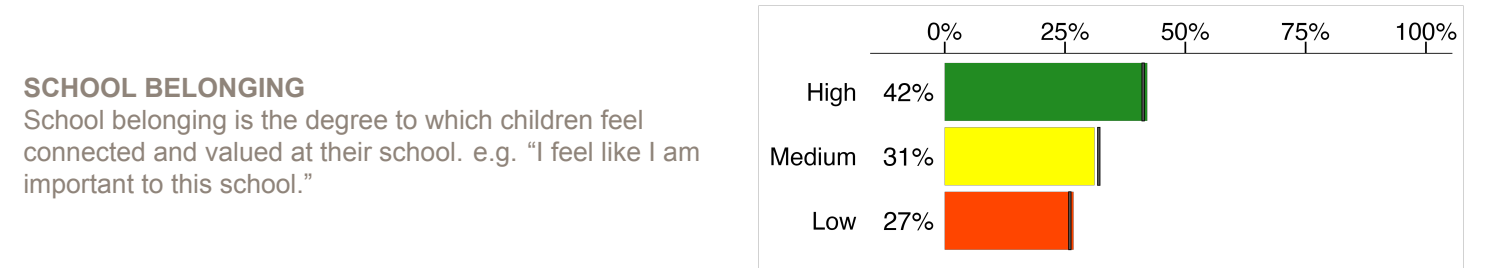 SCHOOL BELONGING
School belonging is the degree to which children feel
connected and valued at their school. e.g. “I feel like I am
important to this school.”
0% 25% 50% 75% 100%
High 42%
Medium 31%
Low 27%